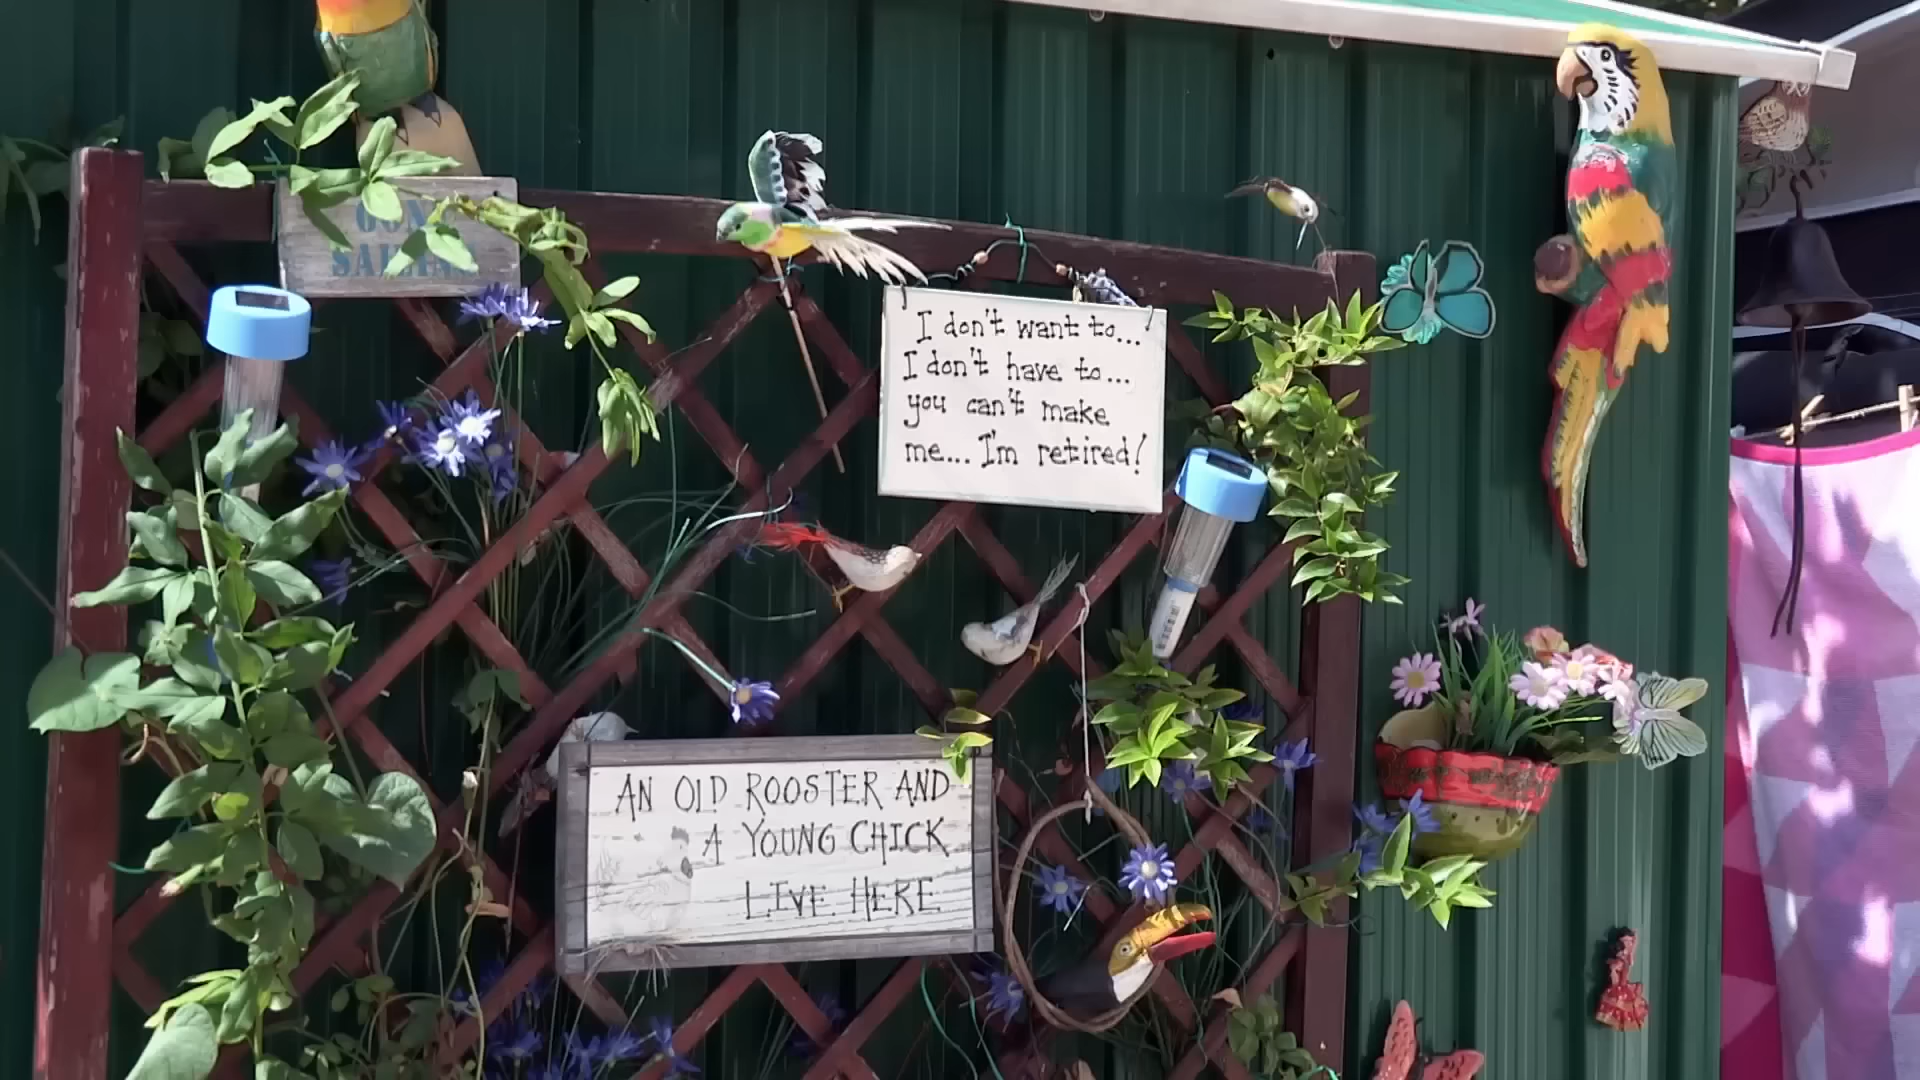 I don't want to...
I don't have to...
you can't make
me... I'm retired!
AN OLD ROOSTER AND
A YOUNG CHICK
LIVE HERE